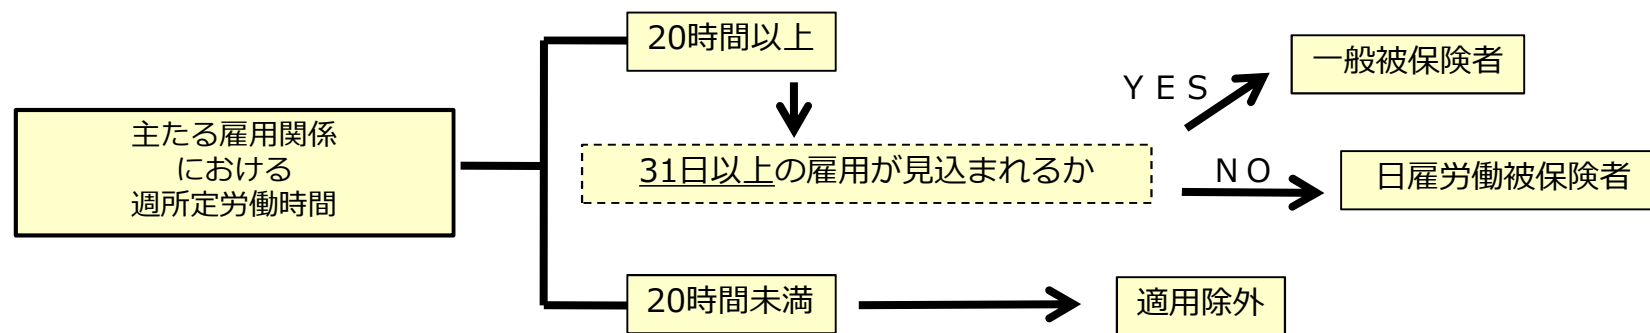 20時間以上
一般被保険者
ＹＥＳ
主たる雇用関係
における
週所定労働時間
31日以上の雇用が見込まれるか
ＮＯ
日雇労働被保険者
20時間未満
適用除外